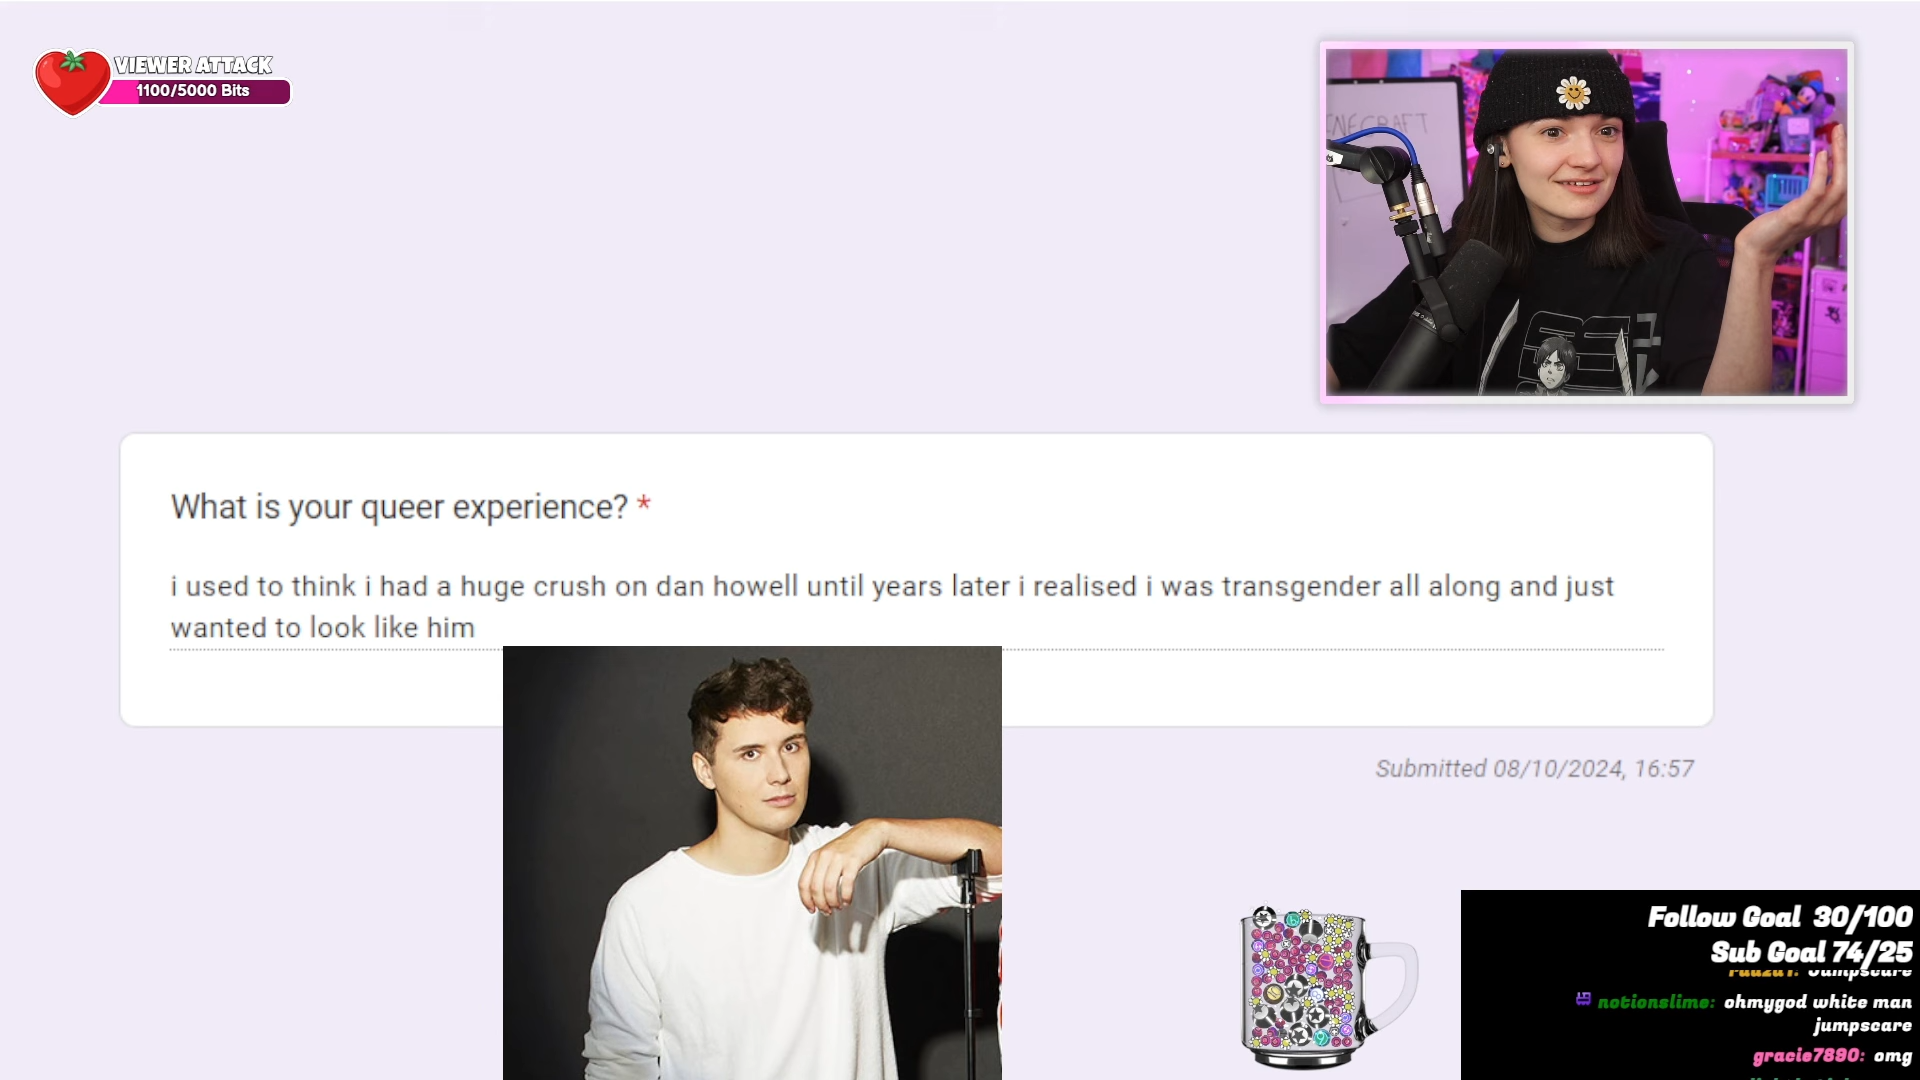 VIEWER ATTACK
1100/5000 Bits
What is your queer experience? *
i used to think i had a huge crush on dan howell until years later i realised i was transgender all along and just
wanted to look like him
Submitted 08/10/2024, 16:57
Follow Goal 30/100
Sub Goal 74/25
jumpscare
notionslime: ohmygod white man
jumpscare
gracie7890: omg